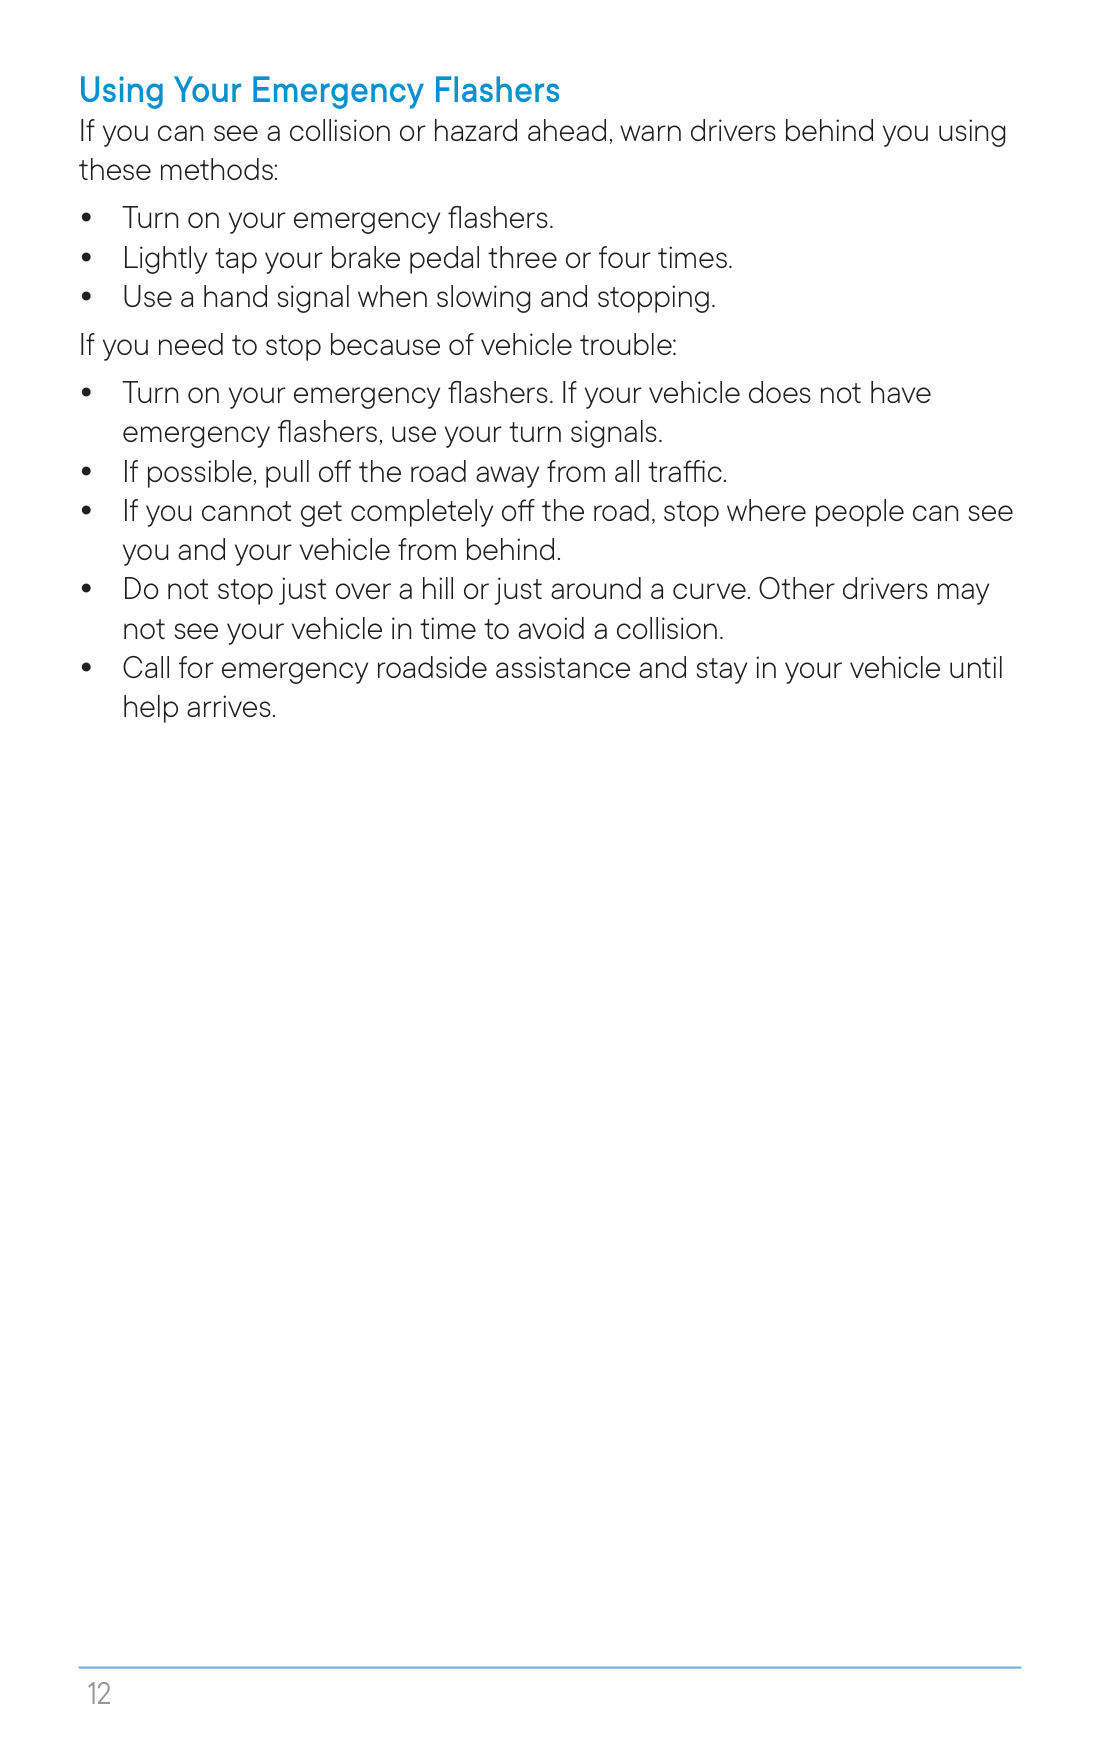 Using Your Emergency Flashers
If you can see a collision or hazard ahead, warn drivers behind you using
these methods:
• Turn on your emergency flashers.
• Lightly tap your brake pedal three or four times.
• Use a hand signal when slowing and stopping.
If you need to stop because of vehicle trouble:
• Turn on your emergency flashers. If your vehicle does not have
emergency flashers, use your turn signals.
• If possible, pull off the road away from all traffic.
• If you cannot get completely off the road, stop where people can see
you and your vehicle from behind.
• Do not stop just over a hill or just around a curve. Other drivers may
not see your vehicle in time to avoid a collision.
• Call for emergency roadside assistance and stay in your vehicle until
help arrives.
12